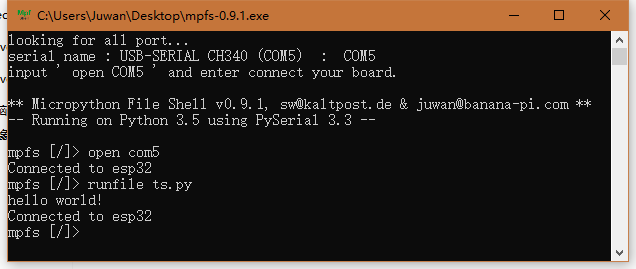 Mpf
C:\Users\Juwan\Desktop\mpfs-0.9.1.exe
looking for all port...
serial name : USB-SERIAL CH340 (COM5)  :  COM5
input ' open COM5 ' and enter connect your board.
** Micropython File Shell v0.9.1, sw@kaltpost.de & juwan@banana-pi.com **
-- Running on Python 3.5 using PySerial 3.3 --
mpfs [/]> open com5
Connected to esp32
mpfs [/]> runfile ts.py
hello world!
Connected to esp32
mpfs [/]>